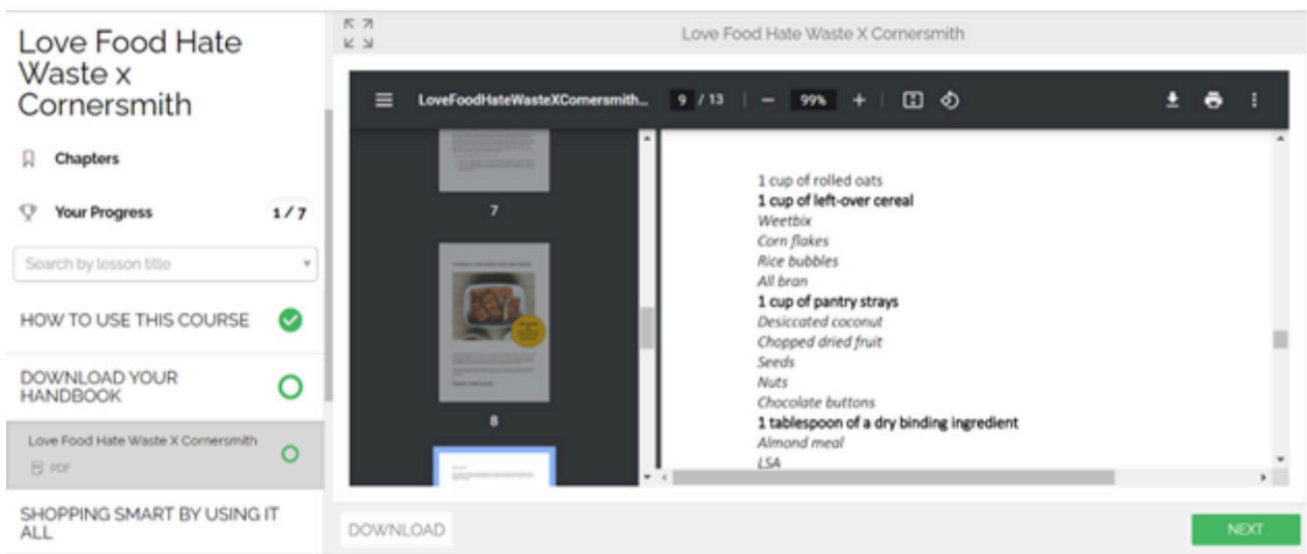 Love Food Hate
Waste x
Cornersmith
Chapters
Your Progress 1 / 7
Search by lesson title
HOW TO USE THIS COURSE
DOWNLOAD YOUR
HANDBOOK
Love Food Hate Waste X Cornersmith
PDF
SHOPPING SMART BY USING IT
ALL
Love Food Hate Waste X Cornersmith
LoveFoodHateWasteXCornersmith... 9 / 13 99%
7
8
1 cup of rolled oats
1 cup of left-over cereal
Weetbix
Corn flakes
Rice bubbles
All bran
1 cup of pantry strays
Desiccated coconut
Chopped dried fruit
Seeds
Nuts
Chocolate buttons
1 tablespoon of a dry binding ingredient
Almond meal
LSA
DOWNLOAD
NEXT